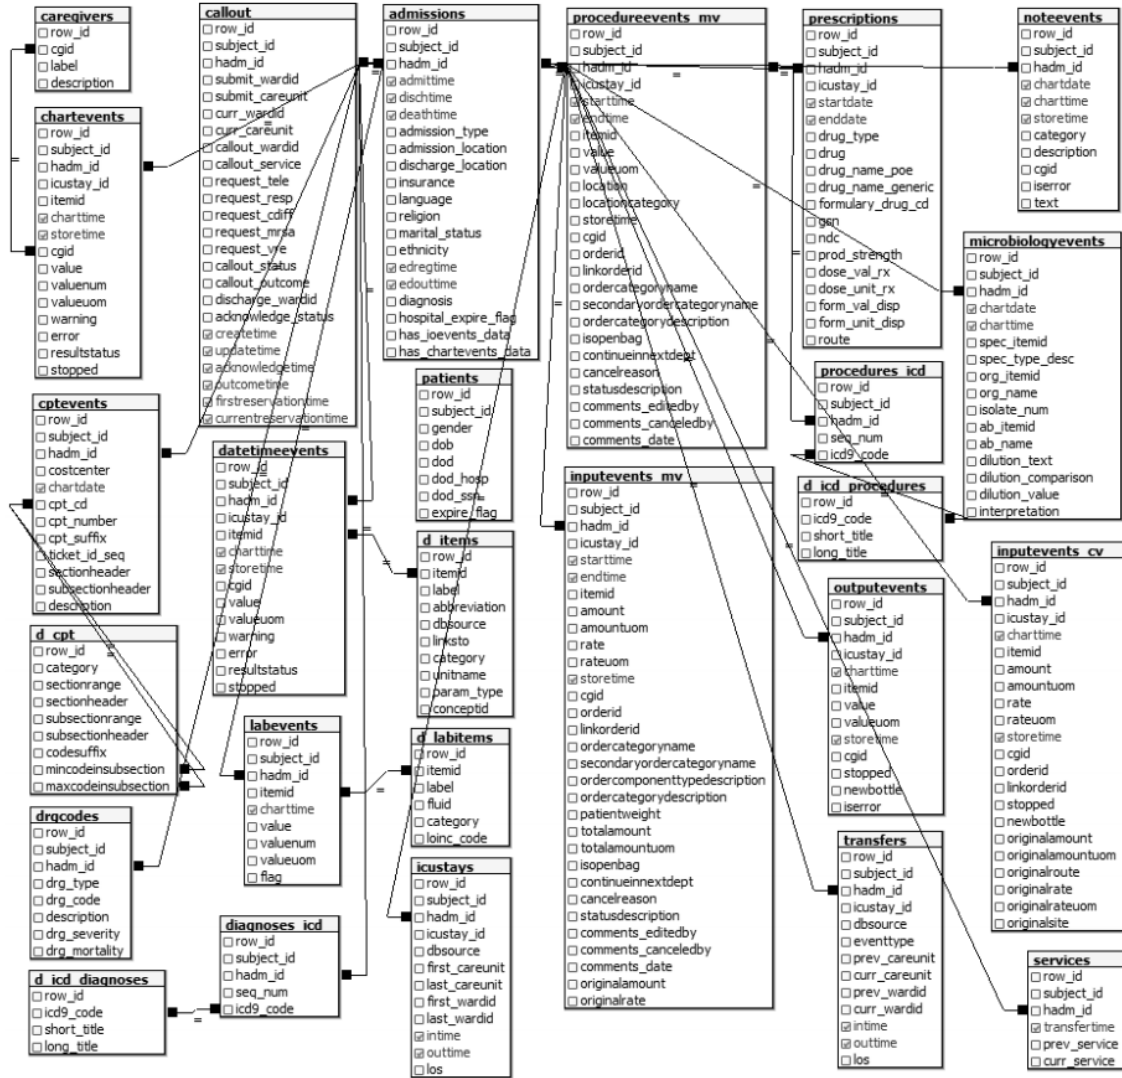 caregivers
row_id
cgid
label
description
chartevents
row_id
subject_id
hadm_id
icustay_id
itemid
charttime
storetime
cgid
value
valuenum
valueuom
warning
error
resultstatus
stopped
cptevents
row_id
subject_id
hadm_id
costcenter
chartdate
cpt_cd
cpt_number
cpt_suffix
ticket_id_seq
sectionheader
subsectionheader
description
d_cpt
row_id
category
sectionrange
sectionheader
subsectionrange
subsectionheader
codesuffix
mincodeinsubsection
maxcodeinsubsection
drgcodes
row_id
subject_id
hadm_id
drg_type
drg_code
description
drg_severity
drg_mortality
d_icd_diagnoses
row_id
icd9_code
short_title
long_title
callout
row_id
subject_id
hadm_id
submit_wardid
submit_careunit
curr_wardid
curr_careunit
callout_wardid
callout_service
request_tele
request_resp
request_cdiff
request_mrsa
request_vre
callout_status
callout_outcome
discharge_wardid
acknowledge_status
createtime
updatetime
acknowledgetime
outcometime
firstreservationtime
currentreservationtime
datetimeevents
row_id
subject_id
hadm_id
icustay_id
itemid
charttime
storetime
cgid
value
valueuom
warning
error
resultstatus
stopped
labevents
row_id
subject_id
hadm_id
itemid
charttime
value
valuenum
valueuom
flag
diagnoses_icd
row_id
subject_id
hadm_id
seq_num
icd9_code
admissions
row_id
subject_id
hadm_id
admittime
dischtime
deathtime
admission_type
admission_location
discharge_location
insurance
language
religion
marital_status
ethnicity
edregtime
edouttime
diagnosis
hospital_expire_flag
has_ioevents_data
has_chartevents_data
patients
row_id
subject_id
gender
dob
dod
dod_hosp
dod_ssn
expire_flag
d_items
row_id
itemid
label
abbreviation
dbsource
linksto
category
unitname
param_type
conceptid
d_labitems
row_id
itemid
label
fluid
category
loinc_code
icustays
row_id
subject_id
hadm_id
icustay_id
dbsource
first_careunit
last_careunit
first_wardid
last_wardid
intime
outtime
los
procedureevents_mv
row_id
subject_id
hadm_id
icustay_id
starttime
endtime
itemid
value
valueuom
location
locationcategory
storetime
cgid
orderid
linkorderid
ordercategoryname
secondaryordercategoryname
ordercategorydescription
isopenbag
continueinnextdept
cancelreason
statusdescription
comments_editedby
comments_canceledby
comments_date
inputevents_mv
row_id
subject_id
hadm_id
icustay_id
starttime
endtime
itemid
amount
amountuom
rate
rateuom
storetime
cgid
orderid
linkorderid
ordercategoryname
secondaryordercategoryname
ordercomponenttypedescription
ordercategorydescription
patientweight
totalamount
totalamountuom
isopenbag
continueinnextdept
cancelreason
statusdescription
comments_editedby
comments_canceledby
comments_date
originalamount
originalrate
prescriptions
row_id
subject_id
hadm_id
icustay_id
startdate
enddate
drug_type
drug
drug_name_poe
drug_name_generic
formulary_drug_cd
gsn
ndc
prod_strength
dose_val_rx
dose_unit_rx
form_val_disp
form_unit_disp
route
procedures_icd
row_id
subject_id
hadm_id
seq_num
icd9_code
d_icd_procedures
row_id
icd9_code
short_title
long_title
outputevents
row_id
subject_id
hadm_id
icustay_id
charttime
itemid
value
valueuom
storetime
cgid
stopped
newbottle
iserror
transfers
row_id
subject_id
hadm_id
icustay_id
dbsource
eventtype
prev_careunit
curr_careunit
prev_wardid
curr_wardid
intime
outtime
los
noteevents
row_id
subject_id
hadm_id
chartdate
charttime
storetime
category
description
cgid
iserror
text
microbiologyevents
row_id
subject_id
hadm_id
chartdate
charttime
spec_itemid
spec_type_desc
org_itemid
org_name
isolate_num
ab_itemid
ab_name
dilution_text
dilution_comparison
dilution_value
interpretation
inputevents_cv
row_id
subject_id
hadm_id
icustay_id
charttime
itemid
amount
amountuom
rate
rateuom
storetime
cgid
orderid
linkorderid
stopped
newbottle
originalamount
originalamountuom
originalroute
originalrate
originalrateuom
originalsite
services
row_id
subject_id
hadm_id
transfertime
prev_service
curr_service